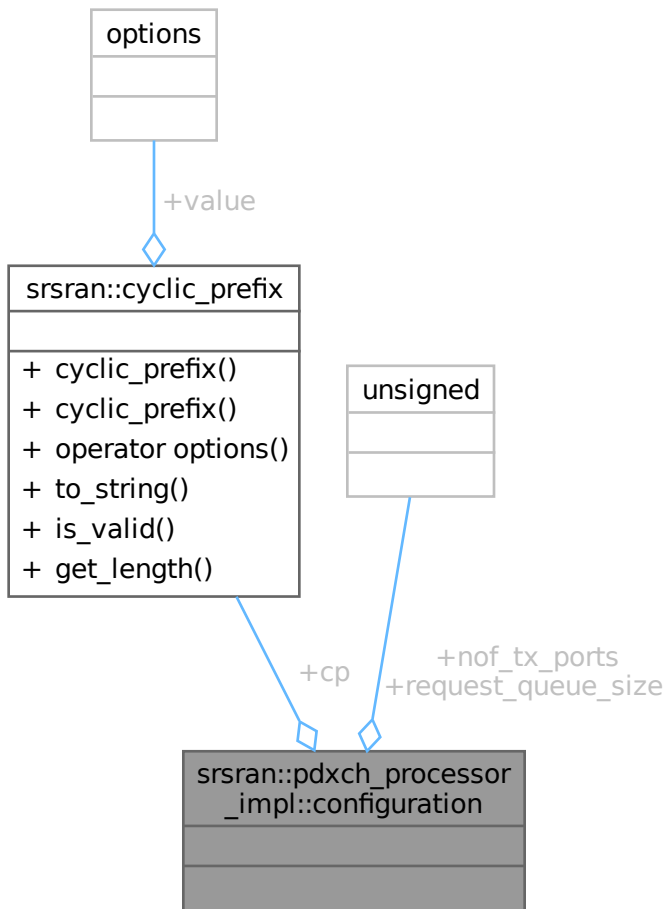 options
+value
srsran::cyclic_prefix
+ cyclic_prefix()
+ cyclic_prefix()
+ operator options()
+ to_string()
+ is_valid()
+ get_length()
unsigned
+cp
+nof_tx_ports
+request_queue_size
srsran::pdxch_processor
_impl::configuration